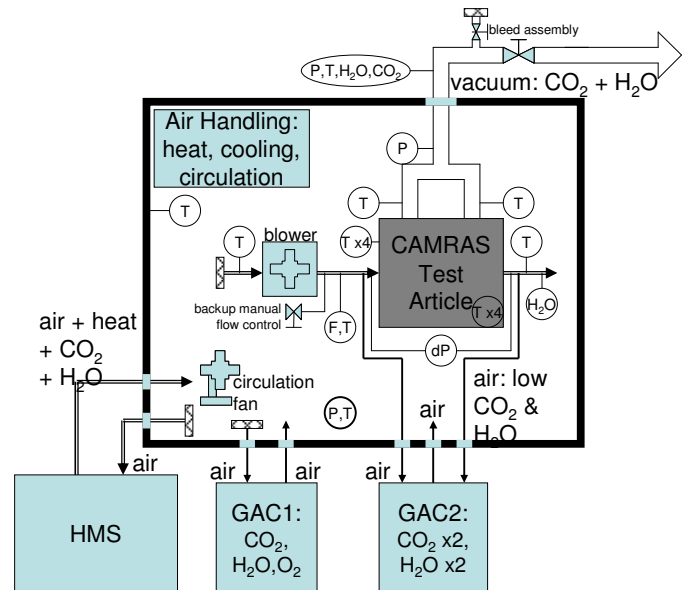 bleed assembly
P,T,H₂O,CO₂
vacuum: CO₂ + H₂O
Air Handling:
heat, cooling,
circulation
P
T
T
T
blower
T
T x4
CAMRAS
Test
Article
T x4
T
H₂O
backup manual
flow control
F,T
dP
air + heat
+ CO₂
+ H₂O
circulation
fan
P,T
air: low
CO₂ &
H₂O
air
air
air
air
air
air
HMS
GAC1:
CO₂,
H₂O,O₂
GAC2:
CO₂ x2,
H₂O x2